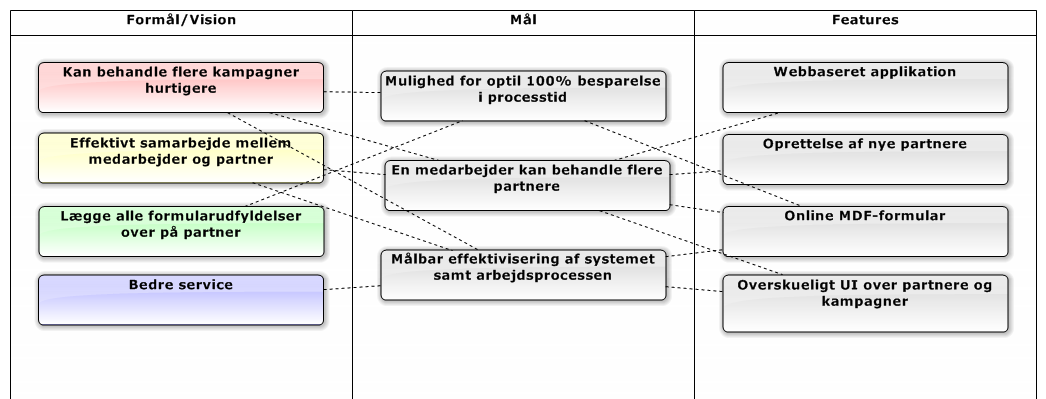 Formål/Vision
Mål
Features
Kan behandle flere kampagner
hurtigere
Effektivt samarbejde mellem
medarbejder og partner
Lægge alle formularudfyldelser
over på partner
Bedre service
Mulighed for optil 100% besparelse
i processtid
En medarbejder kan behandle flere
partnere
Målbar effektivisering af systemet
samt arbejdsprocessen
Webbaseret applikation
Oprettelse af nye partnere
Online MDF-formular
Overskueligt UI over partnere og
kampagner